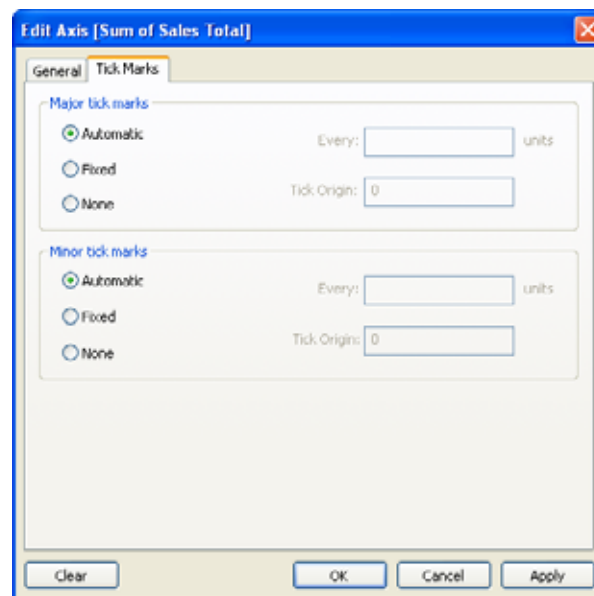 Edit Axis [Sum of Sales Total]
General Tick Marks
Major tick marks
Automatic Every: units
Fixed
Tick Origin: 0
None
Minor tick marks
Automatic Every: units
Fixed
Tick Origin: 0
None
Clear OK Cancel Apply